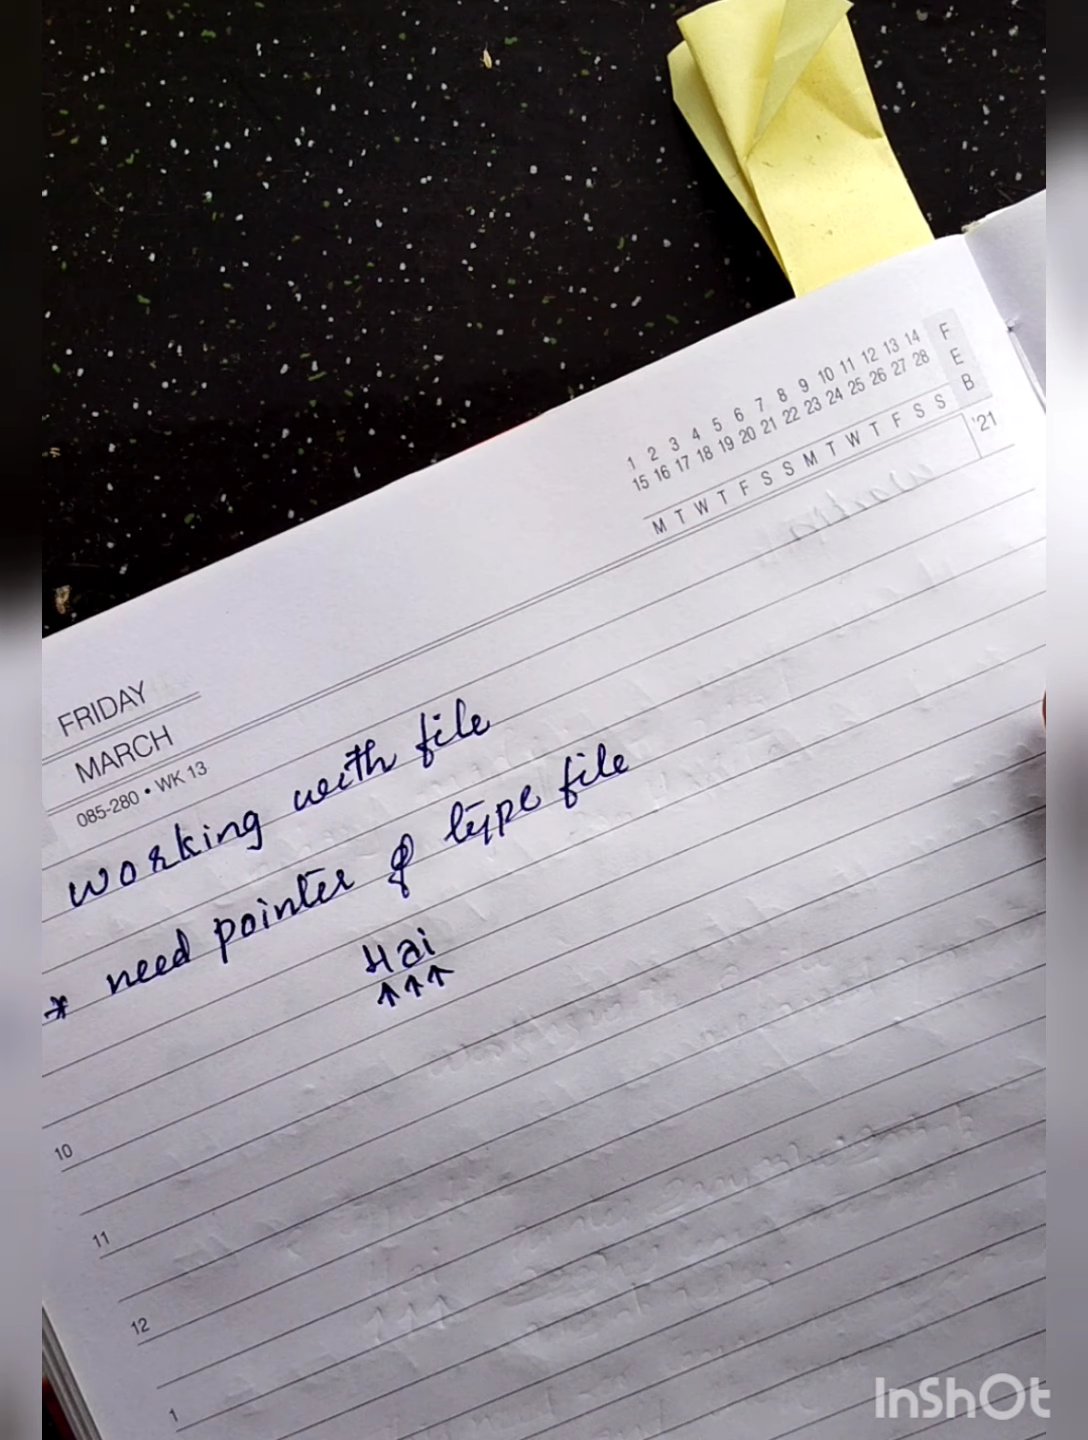 1 2 3 4 5 6 7 8 9 10 11 12 13 14
15 16 17 18 19 20 21 22 23 24 25 26 27 28
M T W T F S S M T W T F S S
FEB
'21
FRIDAY
MARCH
085-280 • WK 13
working with file
* need pointer of type file
Hai
↑↑↑
10
11
12
1
InShOt